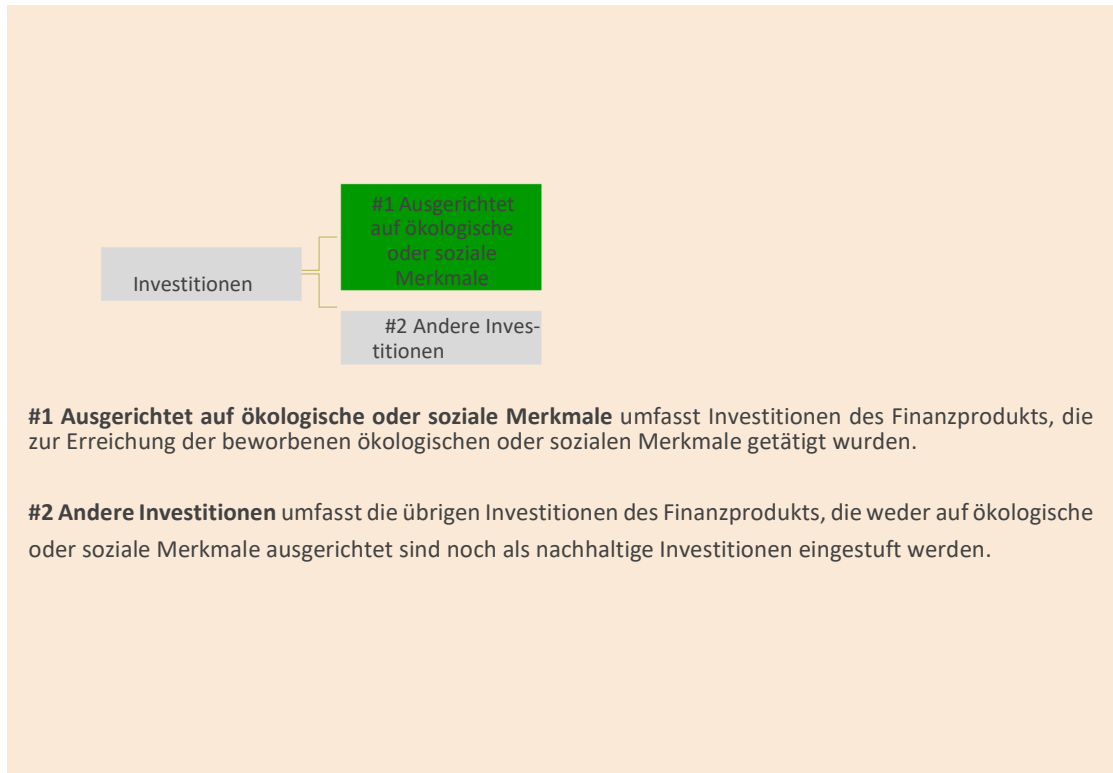 #1 Ausgerichtet
auf ökologische
oder soziale
Merkmale
Investitionen
#2 Andere Inves-
titionen
#1 Ausgerichtet auf ökologische oder soziale Merkmale umfasst Investitionen des Finanzprodukts, die
zur Erreichung der beworbenen ökologischen oder sozialen Merkmale getätigt wurden.
#2 Andere Investitionen umfasst die übrigen Investitionen des Finanzprodukts, die weder auf ökologische
oder soziale Merkmale ausgerichtet sind noch als nachhaltige Investitionen eingestuft werden.